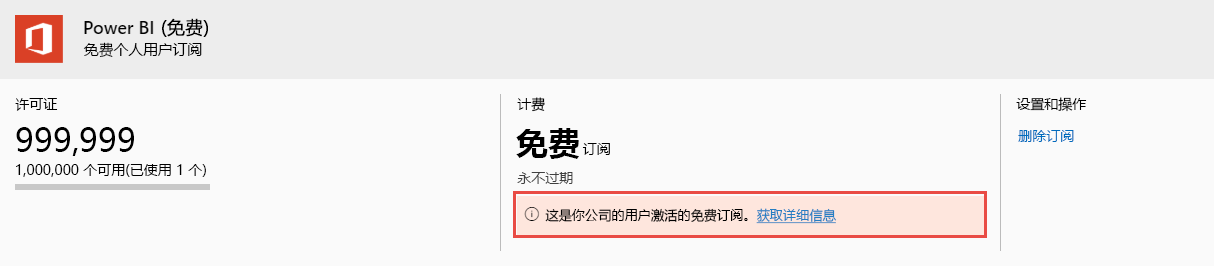 Power BI (免费)
免费个人用户订阅
许可证
999,999
1,000,000 个可用(已使用 1 个)
计费
免费 订阅
永不过期
这是你公司的用户激活的免费订阅。获取详细信息
设置和操作
删除订阅